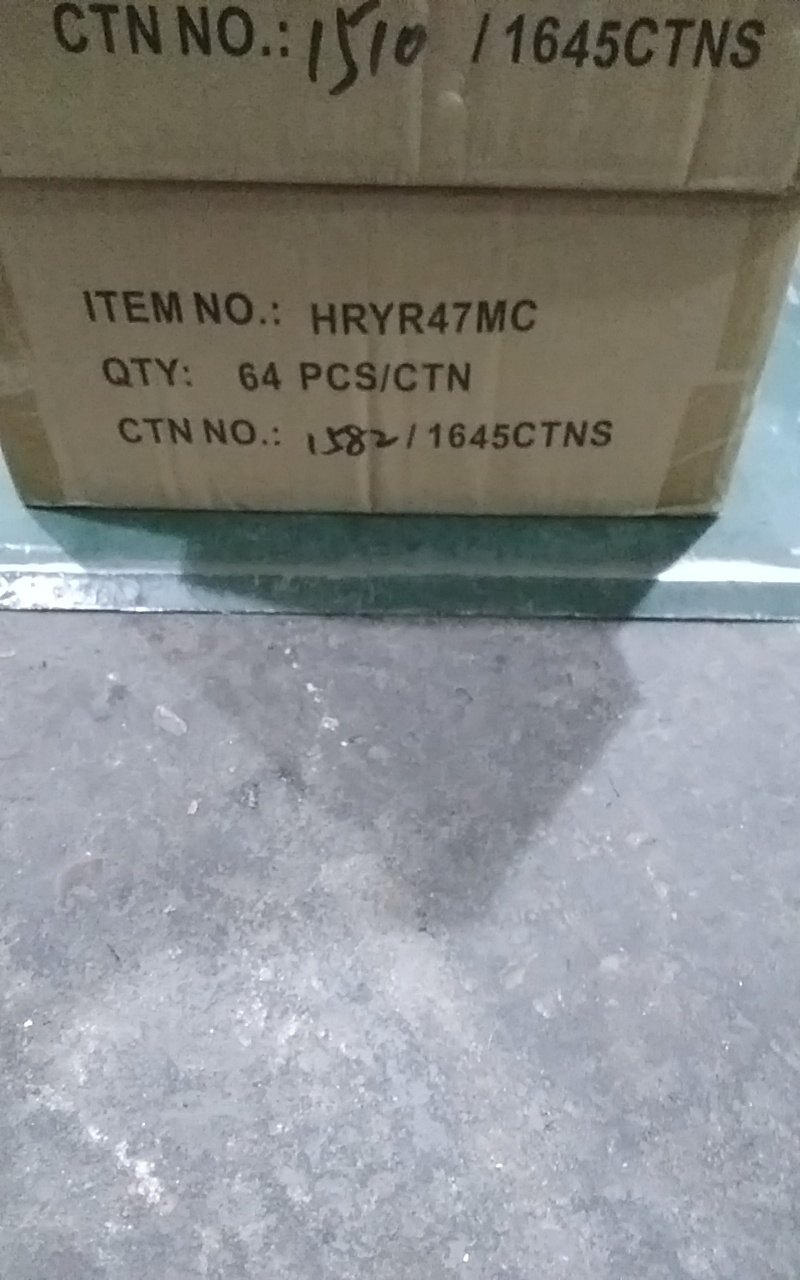 CTN NO.: 1510 / 1645CTNS
ITEM NO.: HRYR47MC
QTY: 64 PCS/CTN
CTN NO.: 1582 / 1645CTNS